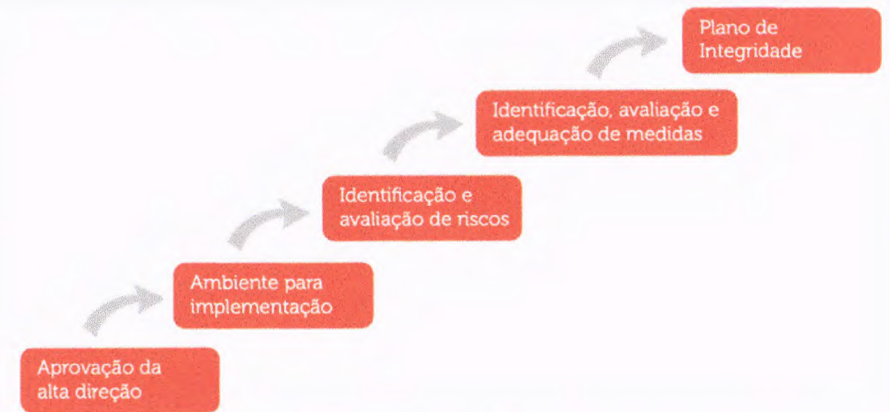 Plano de
Integridade
Identificação, avaliação e
adequação de medidas
Identificação e
avaliação de riscos
Ambiente para
implementação
Aprovação da
alta direção